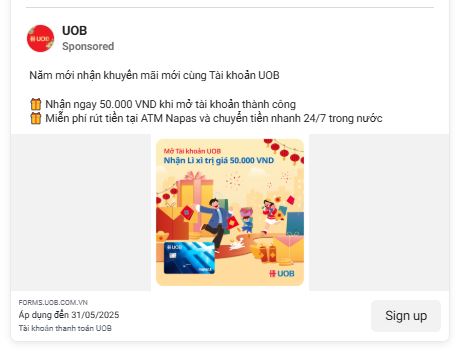 UOB
Sponsored
Năm mới nhận khuyến mãi mới cùng Tài khoản UOB
🎁 Nhận ngay 50.000 VND khi mở tài khoản thành công
🎁 Miễn phí rút tiền tại ATM Napas và chuyển tiền nhanh 24/7 trong nước
Mở Tài khoản UOB
Nhận Lì xì trị giá 50.000 VND
UOB
UOB
FORMS.UOB.COM.VN
Áp dụng đến 31/05/2025
Tài khoản thanh toán UOB
Sign up